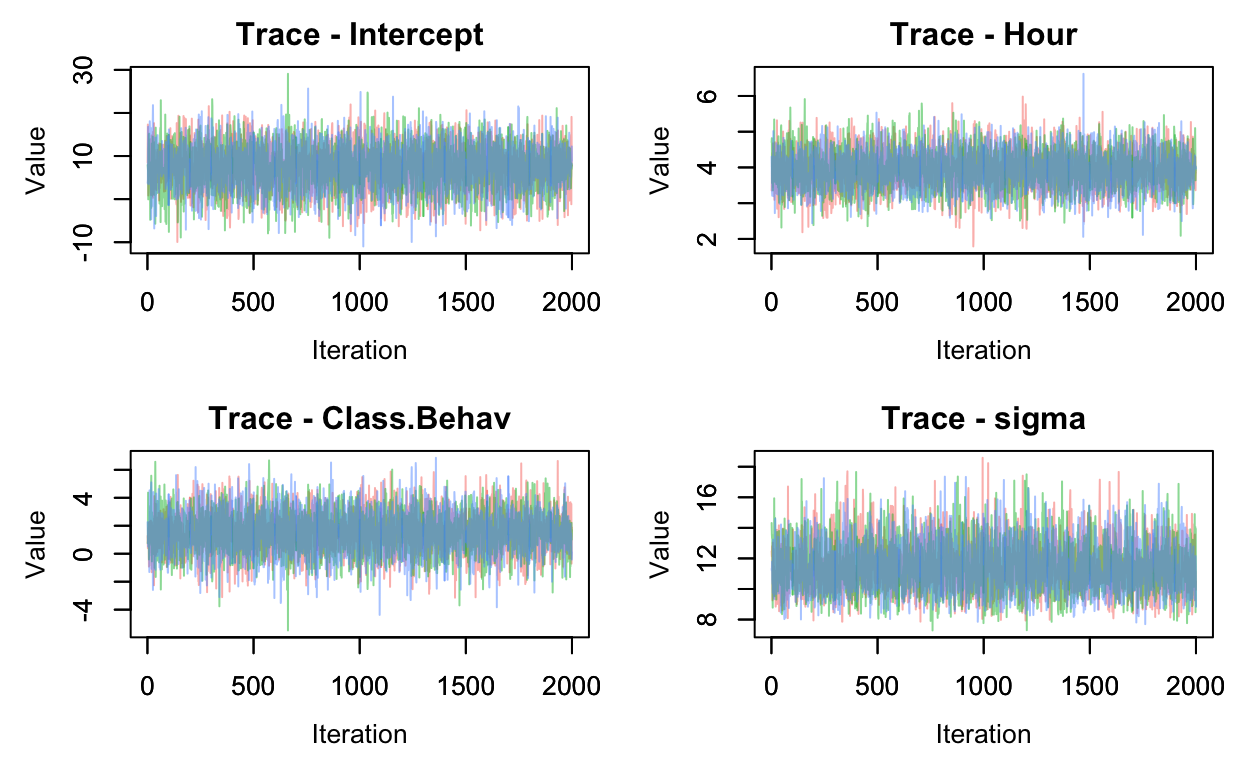 Trace - Intercept
Value
30
10
-10
0 500 1000 1500 2000
Iteration
Trace - Hour
Value
6
4
2
0 500 1000 1500 2000
Iteration
Trace - Class.Behav
Value
4
0
-4
0 500 1000 1500 2000
Iteration
Trace - sigma
Value
16
12
8
0 500 1000 1500 2000
Iteration